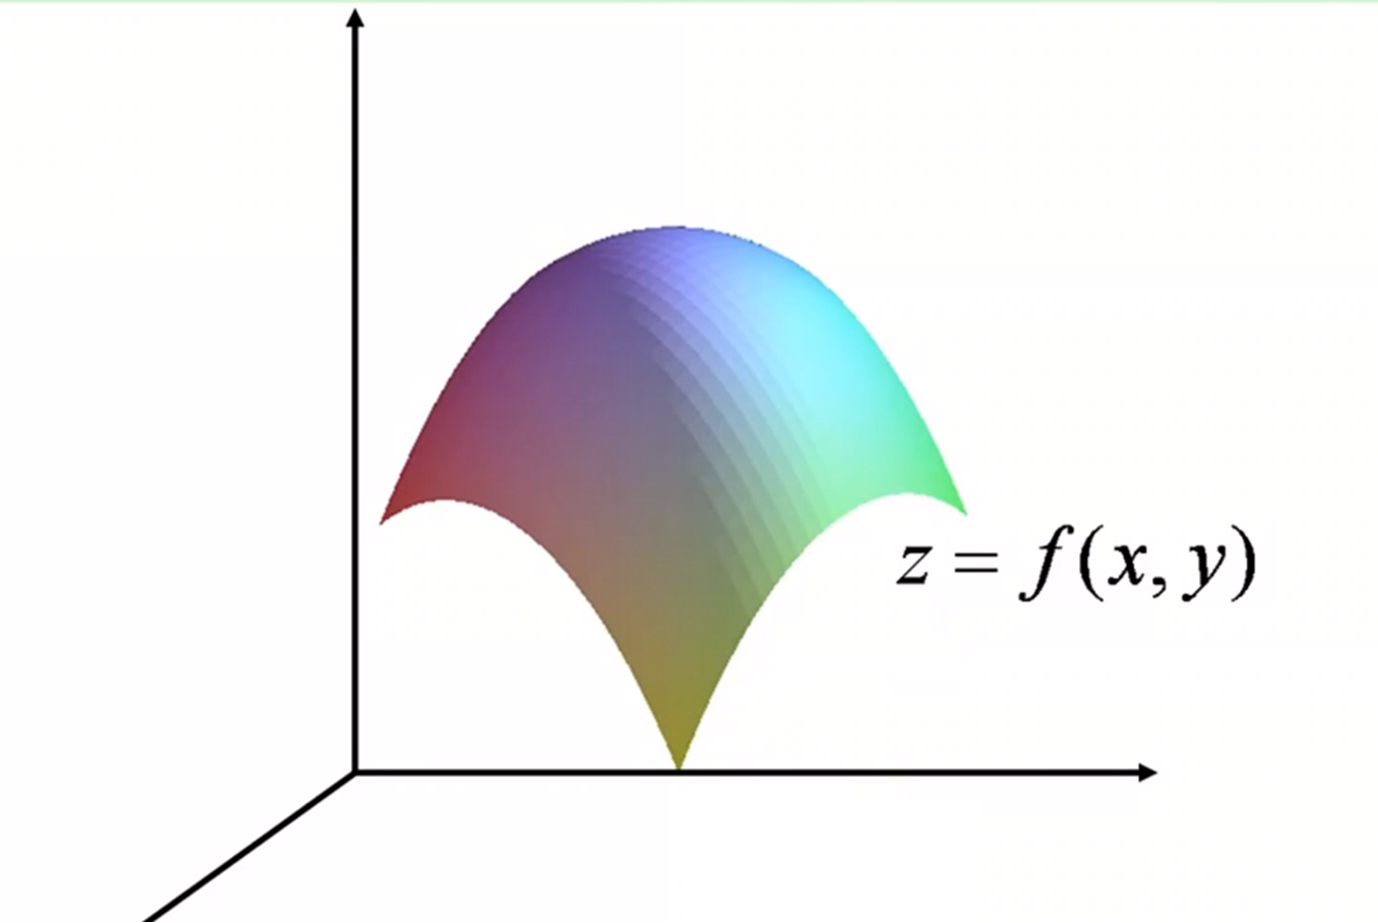 z = f(x, y)